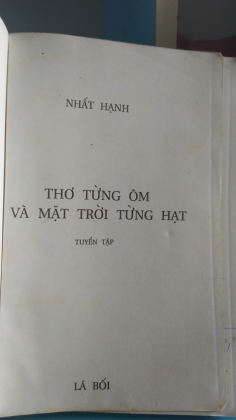 NHẤT HẠNH
THƠ TỪNG ÔM
VÀ MẶT TRỜI TỪNG HẠT
TUYỂN TẬP
LÁ BỐI